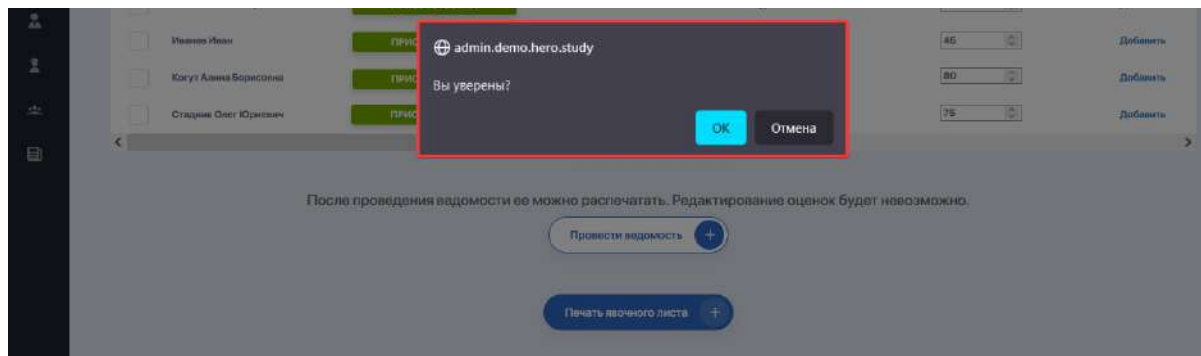 admin.demo.hero.study
Вы уверены?
OK
Отмена
Иванов Иван
46
Добавить
Когут Алина Борисовна
80
Добавить
Стадник Олег Юриевич
75
Добавить
После проведения ведомости ее можно распечатать. Редактирование оценок будет невозможно.
Провести ведомость
Печать явочного листа